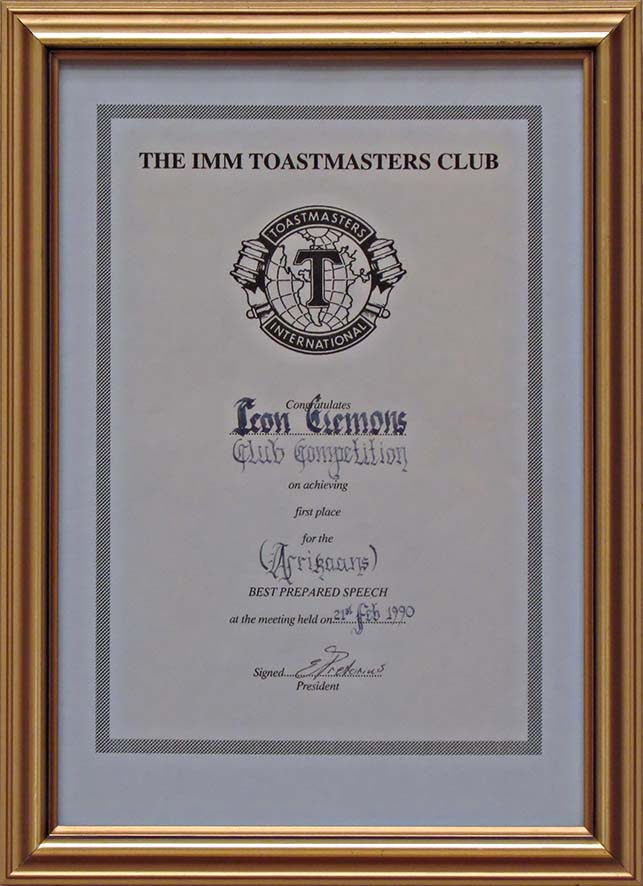 THE IMM TOASTMASTERS CLUB
TOASTMASTERS
T
INTERNATIONAL
Congratulates
Leon Clemons
Club Competition
on achieving
first place
for the
(Afrikaans)
BEST PREPARED SPEECH
at the meeting held on 21st Feb 1990
Signed E Pretorius
President